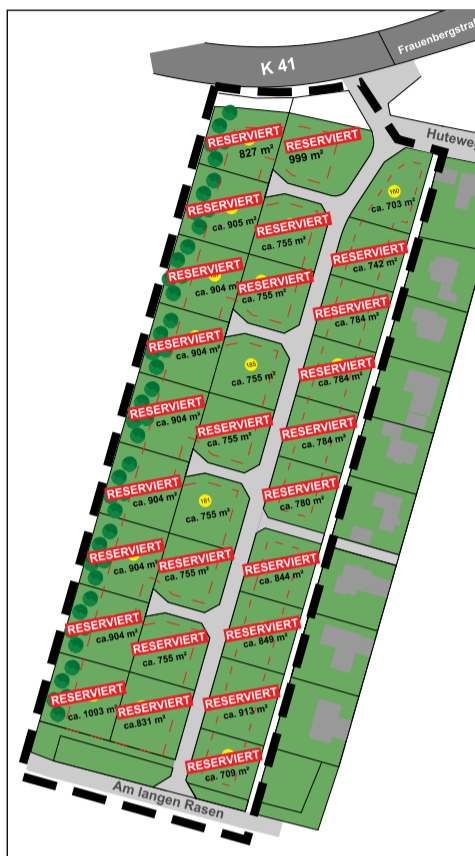 Frauenbergstraß
K 41
Huteweg
RESERVIERT
827 m²
RESERVIERT
999 m²
160
ca. 703 m²
RESERVIERT
ca. 905 m²
RESERVIERT
ca. 755 m²
RESERVIERT
ca. 742 m²
RESERVIERT
ca. 904 m²
RESERVIERT
ca. 755 m²
RESERVIERT
ca. 784 m²
RESERVIERT
ca. 904 m²
185
ca. 755 m²
RESERVIERT
ca. 784 m²
RESERVIERT
ca. 904 m²
RESERVIERT
ca. 755 m²
RESERVIERT
ca. 784 m²
RESERVIERT
ca. 904 m²
181
ca. 755 m²
RESERVIERT
ca. 780 m²
RESERVIERT
ca. 904 m²
RESERVIERT
ca. 755 m²
RESERVIERT
ca. 844 m²
RESERVIERT
ca.904 m²
RESERVIERT
ca. 755 m²
RESERVIERT
ca. 849 m²
RESERVIERT
ca. 1093 m²
RESERVIERT
ca.831 m²
RESERVIERT
ca. 913 m²
RESERVIERT
ca. 709 m²
Am langen Rasen